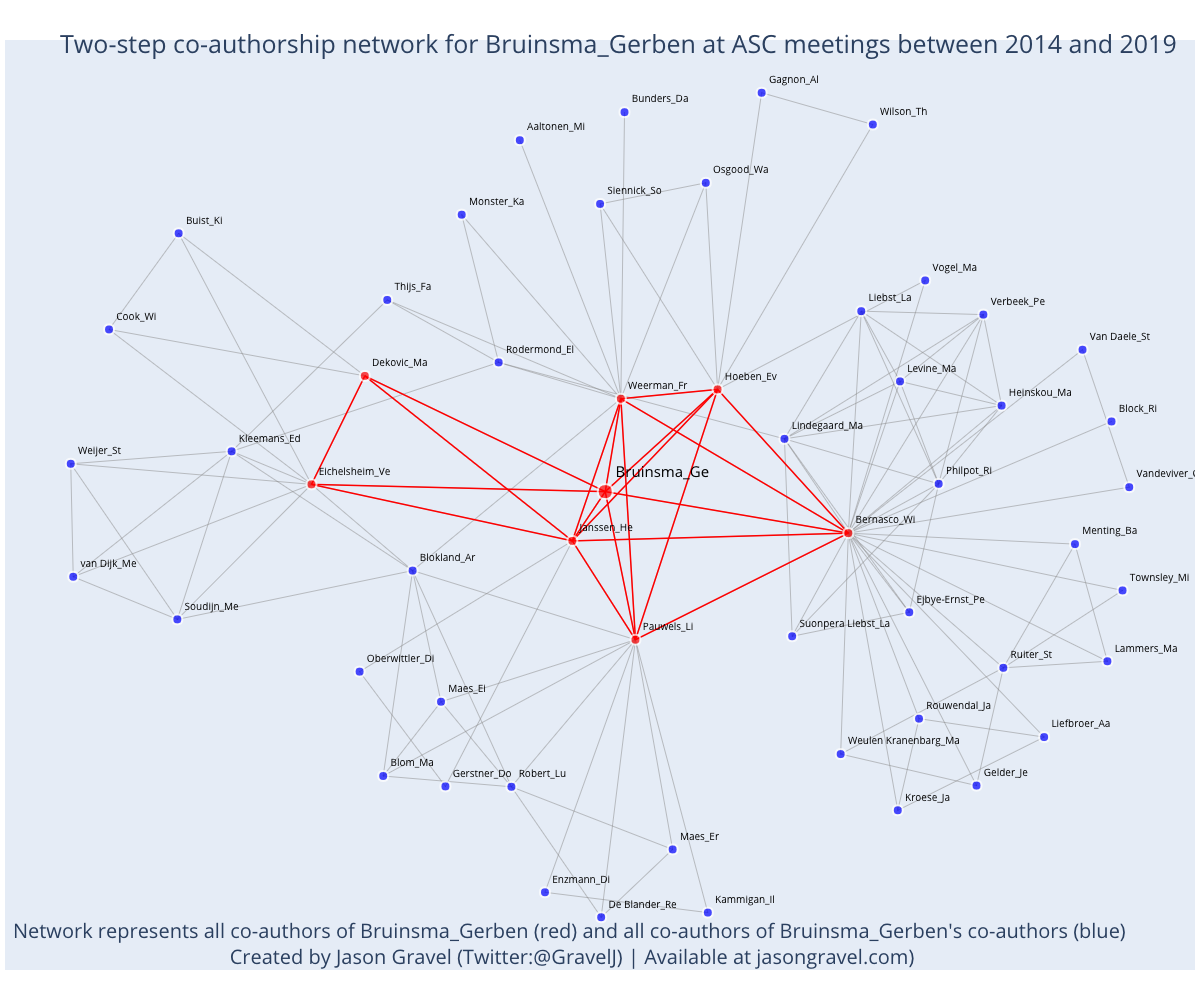 Two-step co-authorship network for Bruinsma_Gerben at ASC meetings between 2014 and 2019
Gagnon_Al
Bunders_Da
Wilson_Th
Aaltonen_Mi
Osgood_Wa
Siennick_So
Monster_Ka
Buist_Ki
Vogel_Ma
Thijs_Fa
Liebst_La
Verbeek_Pe
Cook_Wi
Van Daele_St
Rodermond_El
Dekovic_Ma
Levine_Ma
Hoeben_Ev
Weerman_Fr
Heinskou_Ma
Block_Ri
Lindegaard_Ma
Kleemans_Ed
Weijer_St
Eichelsheim_Ve
Bruinsma_Ge
Philpot_Ri
Vandeviver_C
Bernasco_Wi
Janssen_He
Menting_Ba
Blokland_Ar
van Dijk_Me
Townsley_Mi
Ejbye-Ernst_Pe
Soudijn_Me
Suonpera Liebst_La
Pauwels_Li
Lammers_Ma
Ruiter_St
Oberwittler_Di
Maes_Ei
Rouwendal_Ja
Liefbroer_Aa
Weulen Kranenbarg_Ma
Blom_Ma
Gerstner_Do
Robert_Lu
Gelder_Je
Kroese_Ja
Maes_Er
Enzmann_Di
De Blander_Re
Kammigan_Il
Network represents all co-authors of Bruinsma_Gerben (red) and all co-authors of Bruinsma_Gerben's co-authors (blue)
Created by Jason Gravel (Twitter:@GravelJ) | Available at jasongravel.com)